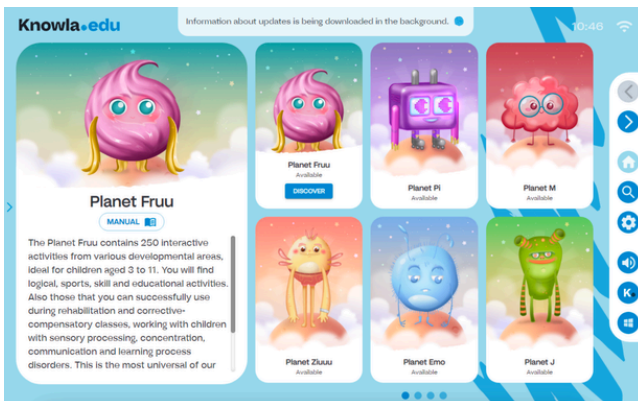 Knowla.edu
Information about updates is being downloaded in the background.
10:46
Planet Fruu
MANUAL
The Planet Fruu contains 250 interactive
activities from various developmental areas,
ideal for children aged 3 to 11. You will find
logical, sports, skill and educational activities.
Also those that you can successfully use
during rehabilitation and corrective-
compensatory classes, working with children
with sensory processing, concentration,
communication and learning process
disorders. This is the most universal of our
Planet Fruu
Available
DISCOVER
Planet Pi
Available
Planet M
Available
Planet Ziuuu
Available
Planet Emo
Available
Planet J
Available
K